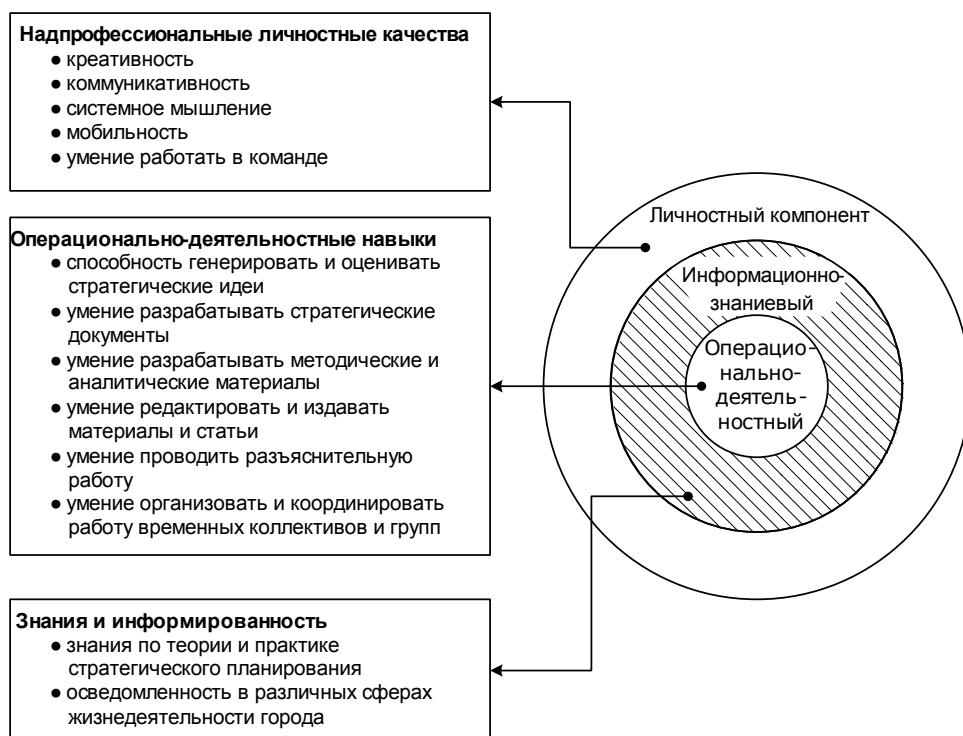 Надпрофессиональные личностные качества
● креативность
● коммуникативность
● системное мышление
● мобильность
● умение работать в команде
Операционально-деятельностные навыки
● способность генерировать и оценивать
стратегические идеи
● умение разрабатывать стратегические
документы
● умение разрабатывать методические и
аналитические материалы
● умение редактировать и издавать
материалы и статьи
● умение проводить разъяснительную
работу
● умение организовать и координировать
работу временных коллективов и групп
Знания и информированность
● знания по теории и практике
стратегического планирования
● осведомленность в различных сферах
жизнедеятельности города
Личностный компонент
Информационно-
знаниевый
Операцио-
нально-
деятель-
ностный